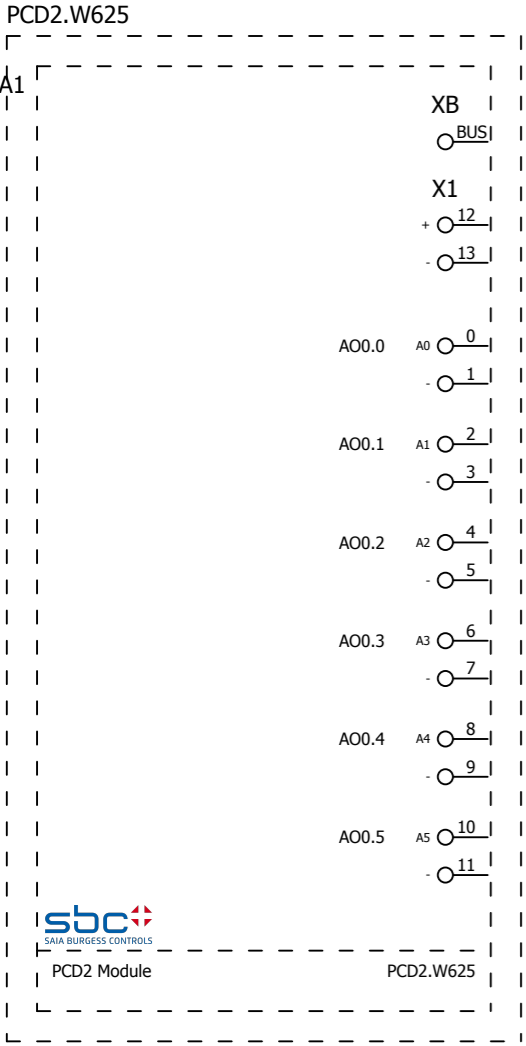 PCD2.W625
A1
XB
BUS
X1
+ 12
- 13
AO0.0 A0 0
- 1
AO0.1 A1 2
- 3
AO0.2 A2 4
- 5
AO0.3 A3 6
- 7
AO0.4 A4 8
- 9
AO0.5 A5 10
- 11
sbc
SAIA BURGESS CONTROLS
PCD2 Module PCD2.W625